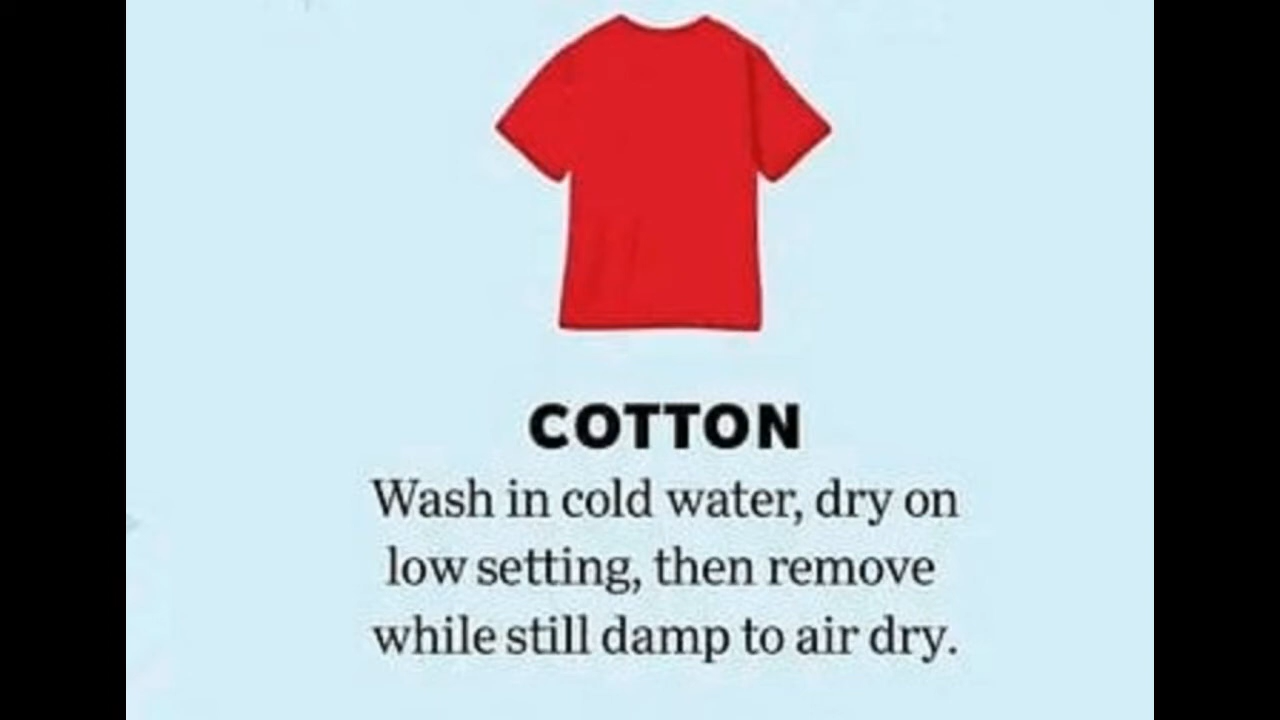 COTTON
Wash in cold water, dry on
low setting, then remove
while still damp to air dry.